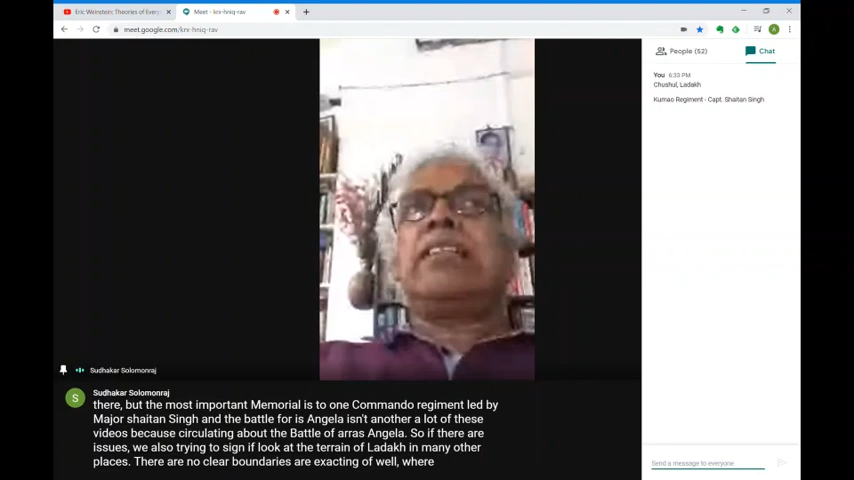 Eric Weinstein: Theories of Every
Meet - knr-hniq-rav
meet.google.com/knr-hniq-rav
People (52)
Chat
You 6:33 PM
Chushul, Ladakh
Kumao Regiment - Capt. Shaitan Singh
Sudhakar Solomonraj
S
Sudhakar Solomonraj
there, but the most important Memorial is to one Commando regiment led by
Major shaitan Singh and the battle for is Angela isn't another a lot of these
videos because circulating about the Battle of arras Angela. So if there are
issues, we also trying to sign if look at the terrain of Ladakh in many other
places. There are no clear boundaries are exacting of well, where
Send a message to everyone